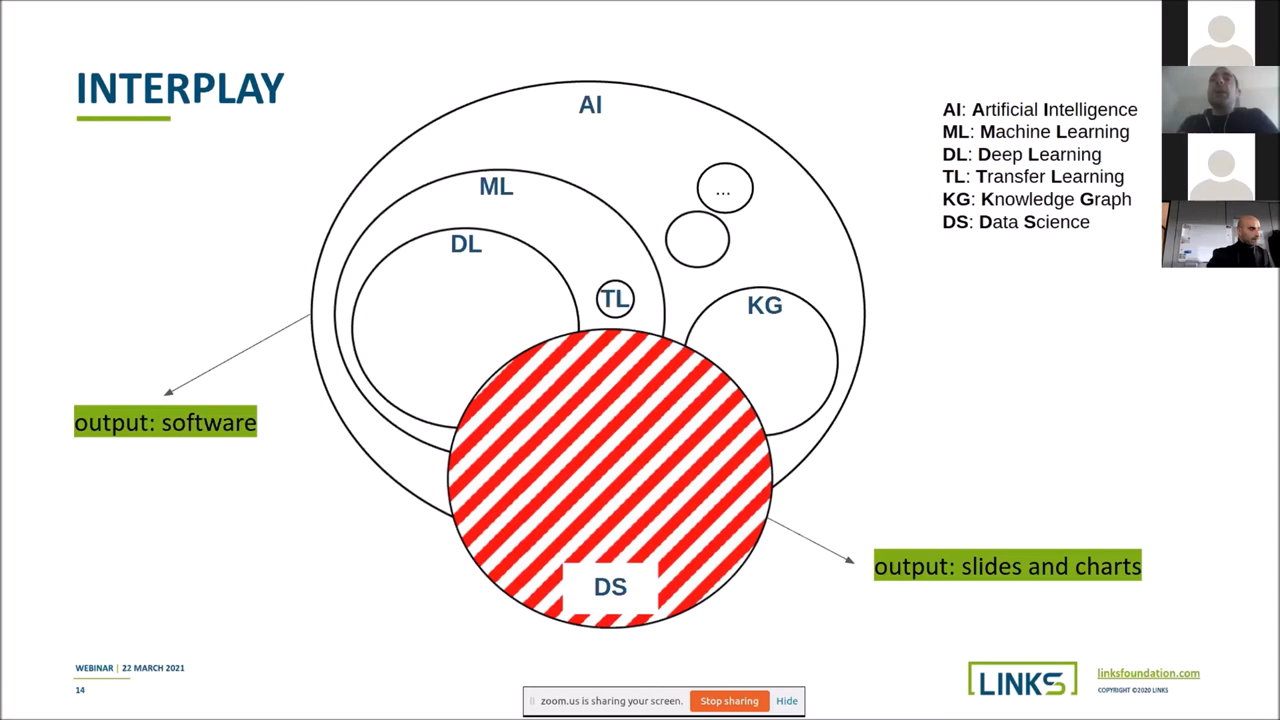 INTERPLAY
AI
ML
DL
TL
...
KG
DS
AI: Artificial Intelligence
ML: Machine Learning
DL: Deep Learning
TL: Transfer Learning
KG: Knowledge Graph
DS: Data Science
output: software
output: slides and charts
WEBINAR | 22 MARCH 2021
14
LINKS
linksfoundation.com
COPYRIGHT ©2020 LINKS
zoom.us is sharing your screen.
Stop sharing
Hide